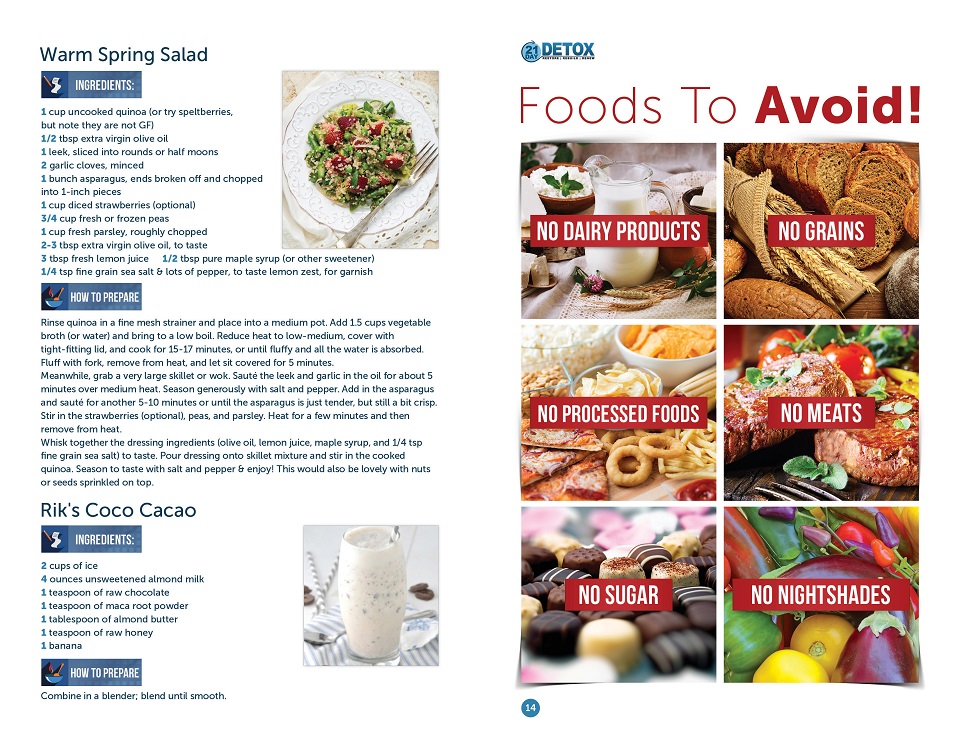 Warm Spring Salad
INGREDIENTS:
1 cup uncooked quinoa (or try speltberries,
but note they are not GF)
1/2 tbsp extra virgin olive oil
1 leek, sliced into rounds or half moons
2 garlic cloves, minced
1 bunch asparagus, ends broken off and chopped
into 1-inch pieces
1 cup diced strawberries (optional)
3/4 cup fresh or frozen peas
1 cup fresh parsley, roughly chopped
2-3 tbsp extra virgin olive oil, to taste
3 tbsp fresh lemon juice 1/2 tbsp pure maple syrup (or other sweetener)
1/4 tsp fine grain sea salt & lots of pepper, to taste lemon zest, for garnish
HOW TO PREPARE
Rinse quinoa in a fine mesh strainer and place into a medium pot. Add 1.5 cups vegetable
broth (or water) and bring to a low boil. Reduce heat to low-medium, cover with
tight-fitting lid, and cook for 15-17 minutes, or until fluffy and all the water is absorbed.
Fluff with fork, remove from heat, and let sit covered for 5 minutes.
Meanwhile, grab a very large skillet or wok. Sauté the leek and garlic in the oil for about 5
minutes over medium heat. Season generously with salt and pepper. Add in the asparagus
and sauté for another 5-10 minutes or until the asparagus is just tender, but still a bit crisp.
Stir in the strawberries (optional), peas, and parsley. Heat for a few minutes and then
remove from heat.
Whisk together the dressing ingredients (olive oil, lemon juice, maple syrup, and 1/4 tsp
fine grain sea salt) to taste. Pour dressing onto skillet mixture and stir in the cooked
quinoa. Season to taste with salt and pepper & enjoy! This would also be lovely with nuts
or seeds sprinkled on top.
Rik's Coco Cacao
INGREDIENTS:
2 cups of ice
4 ounces unsweetened almond milk
1 teaspoon of raw chocolate
1 teaspoon of maca root powder
1 tablespoon of almond butter
1 teaspoon of raw honey
1 banana
HOW TO PREPARE
Combine in a blender; blend until smooth.
21 DAY DETOX
RESTORE | NOURISH | RENEW
Foods To Avoid!
NO DAIRY PRODUCTS
NO GRAINS
NO PROCESSED FOODS
NO MEATS
NO SUGAR
NO NIGHTSHADES
14